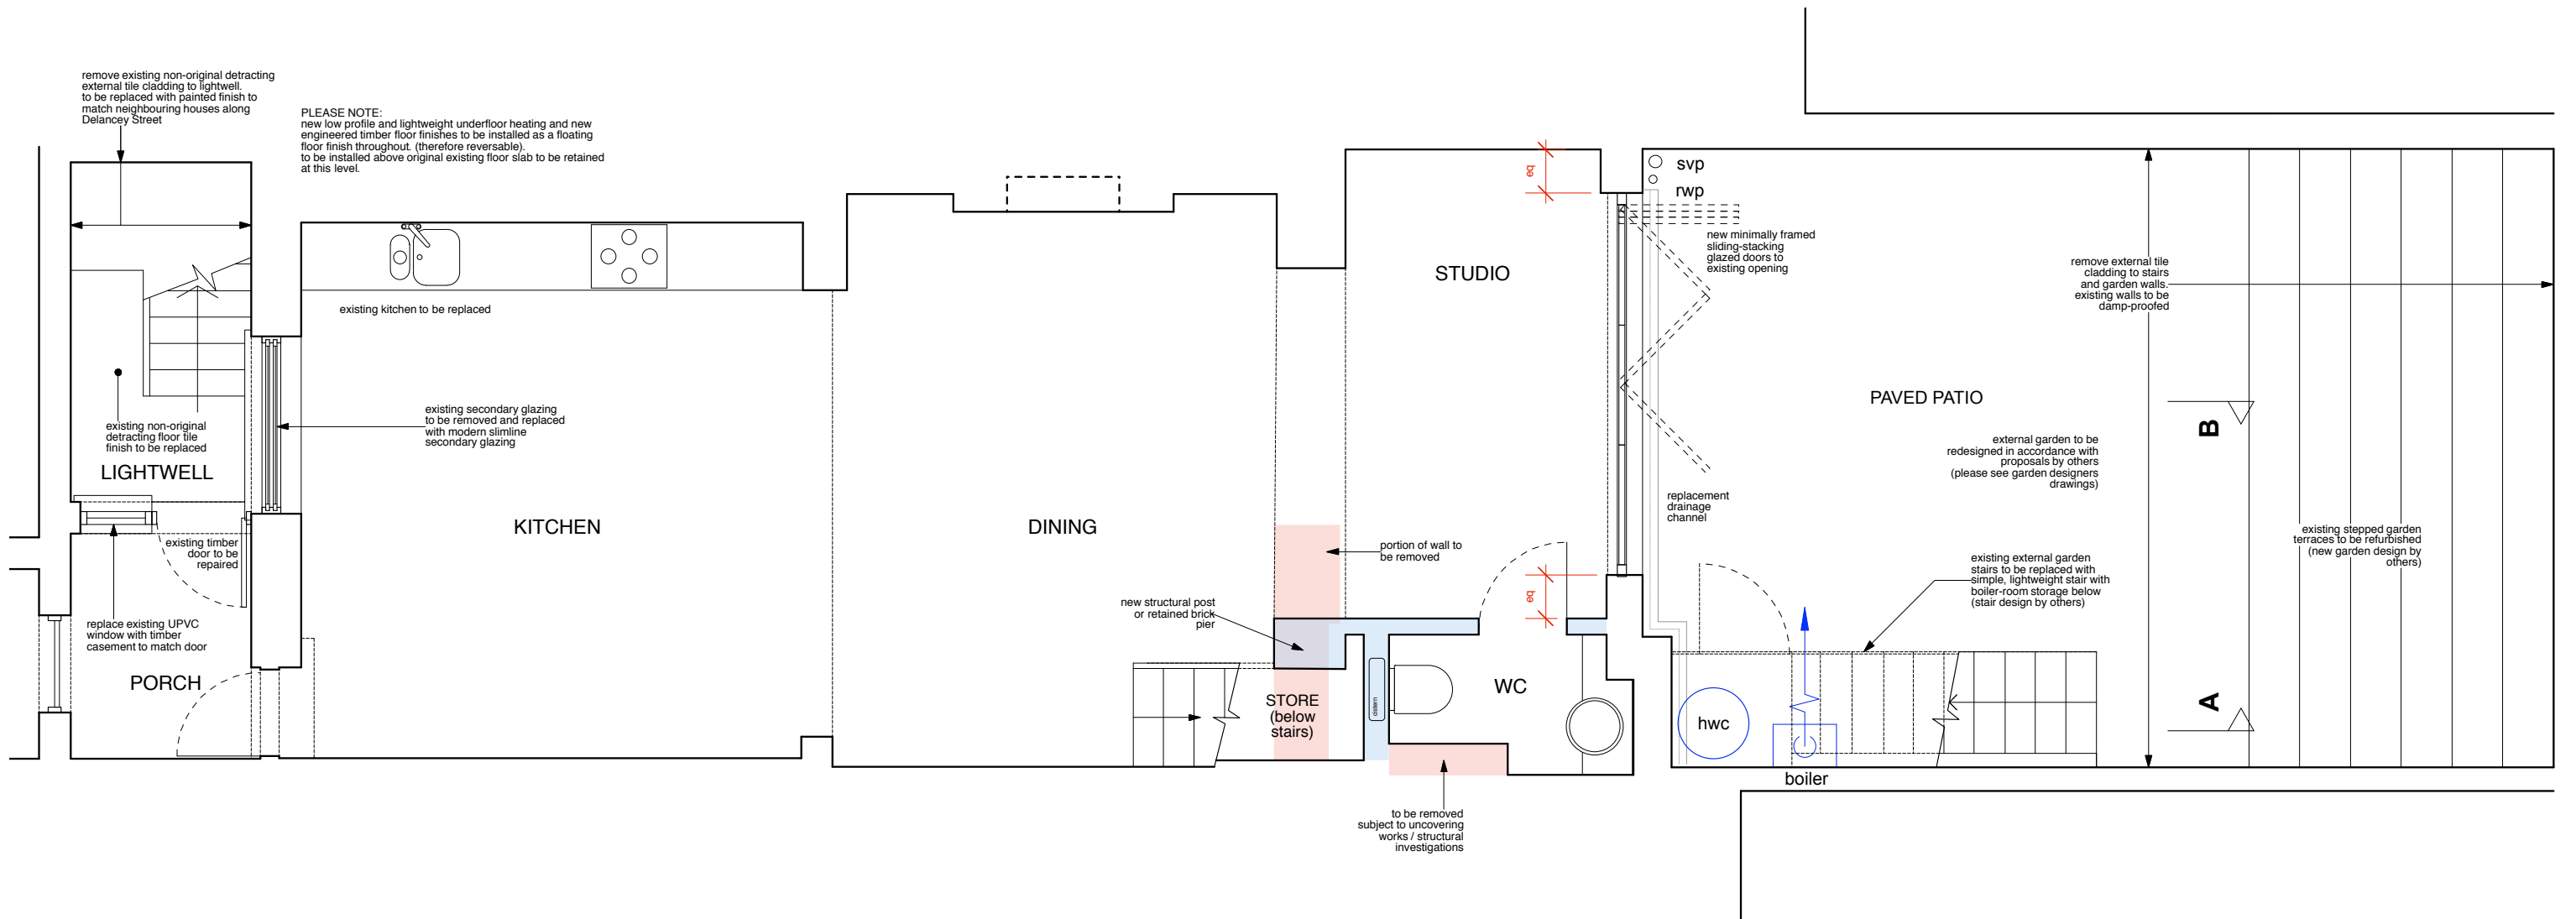 remove existing non-original detracting
external tile cladding to lightwell.
to be replaced with painted finish to
match neighbouring houses along
Delancey Street
PLEASE NOTE:
new low profile and lightweight underfloor heating and new
engineered timber floor finishes to be installed as a floating
floor finish throughout. (therefore reversable).
to be installed above original existing floor slab to be retained
at this level.
existing kitchen to be replaced
existing secondary glazing
to be removed and replaced
with modern slimline
secondary glazing
existing non-original
detracting floor tile
finish to be replaced
LIGHTWELL
existing timber
door to be
repaired
replace existing UPVC
window with timber
casement to match door
PORCH
KITCHEN
DINING
STUDIO
eq
svp
rwp
new minimally framed
sliding-stacking
glazed doors to
existing opening
portion of wall to
be removed
new structural post
or retained brick
pier
eq
STORE
(below
stairs)
cistern
WC
to be removed
subject to uncovering
works / structural
investigations
replacement
drainage
channel
remove external tile
cladding to stairs
and garden walls.
existing walls to be
damp-proofed
PAVED PATIO
external garden to be
redesigned in accordance with
proposals by others
(please see garden designers
drawings)
existing external garden
stairs to be replaced with
simple, lightweight stair with
boiler-room storage below
(stair design by others)
existing stepped garden
terraces to be refurbished
(new garden design by
others)
B
A
hwc
boiler